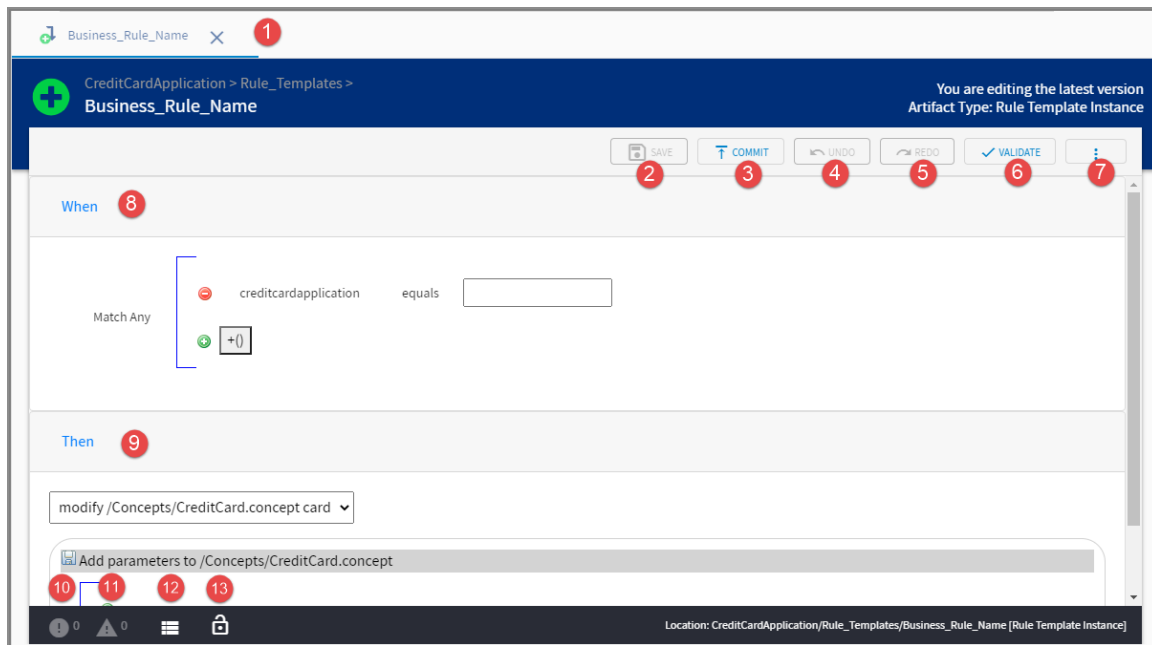 Business_Rule_Name
1
CreditCardApplication > Rule_Templates >
Business_Rule_Name
You are editing the latest version
Artifact Type: Rule Template Instance
SAVE COMMIT UNDO REDO VALIDATE
2 3 4 5 6 7
When 8
creditcardapplication equals
Match Any
+()
Then 9
modify /Concepts/CreditCard.concept card
Add parameters to /Concepts/CreditCard.concept
10 11 12 13
0 0
Location: CreditCardApplication/Rule_Templates/Business_Rule_Name [Rule Template Instance]